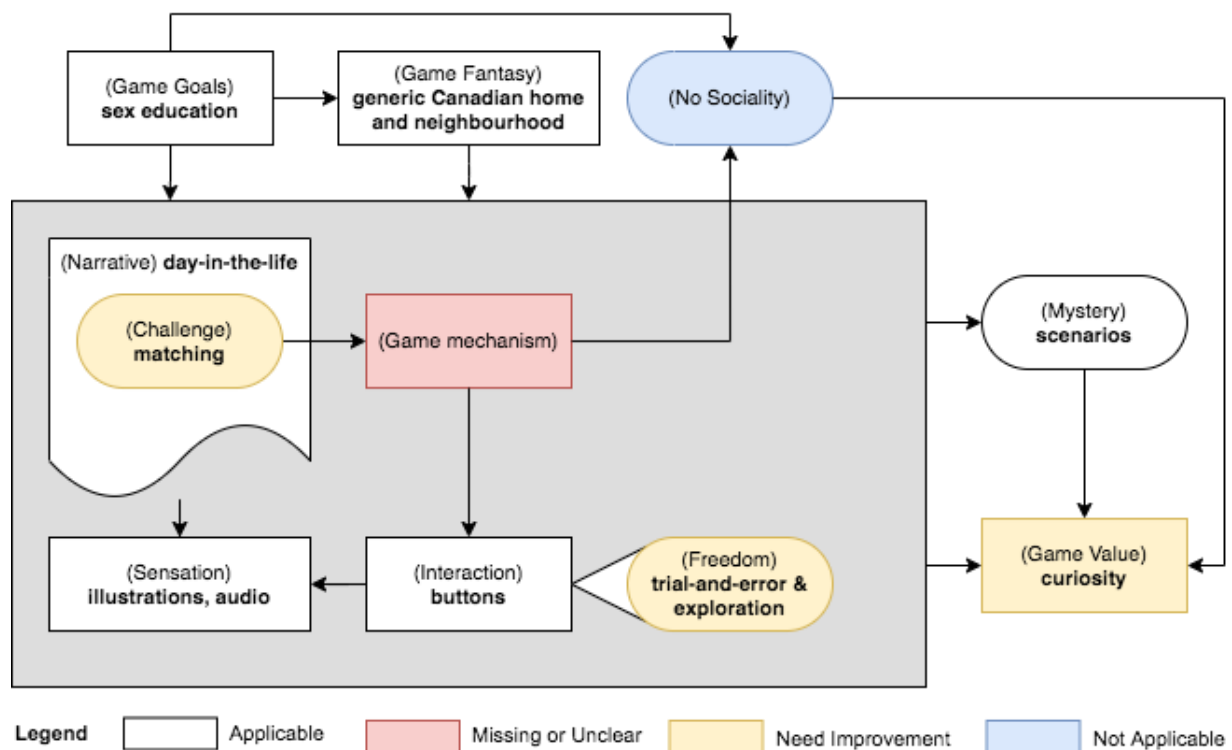 (Game Goals)
sex education
(Game Fantasy)
generic Canadian home
and neighbourhood
(No Sociality)
(Narrative) day-in-the-life
(Challenge)
matching
(Game mechanism)
(Mystery)
scenarios
(Sensation)
illustrations, audio
(Interaction)
buttons
(Freedom)
trial-and-error &
exploration
(Game Value)
curiosity
Legend
Applicable
Missing or Unclear
Need Improvement
Not Applicable